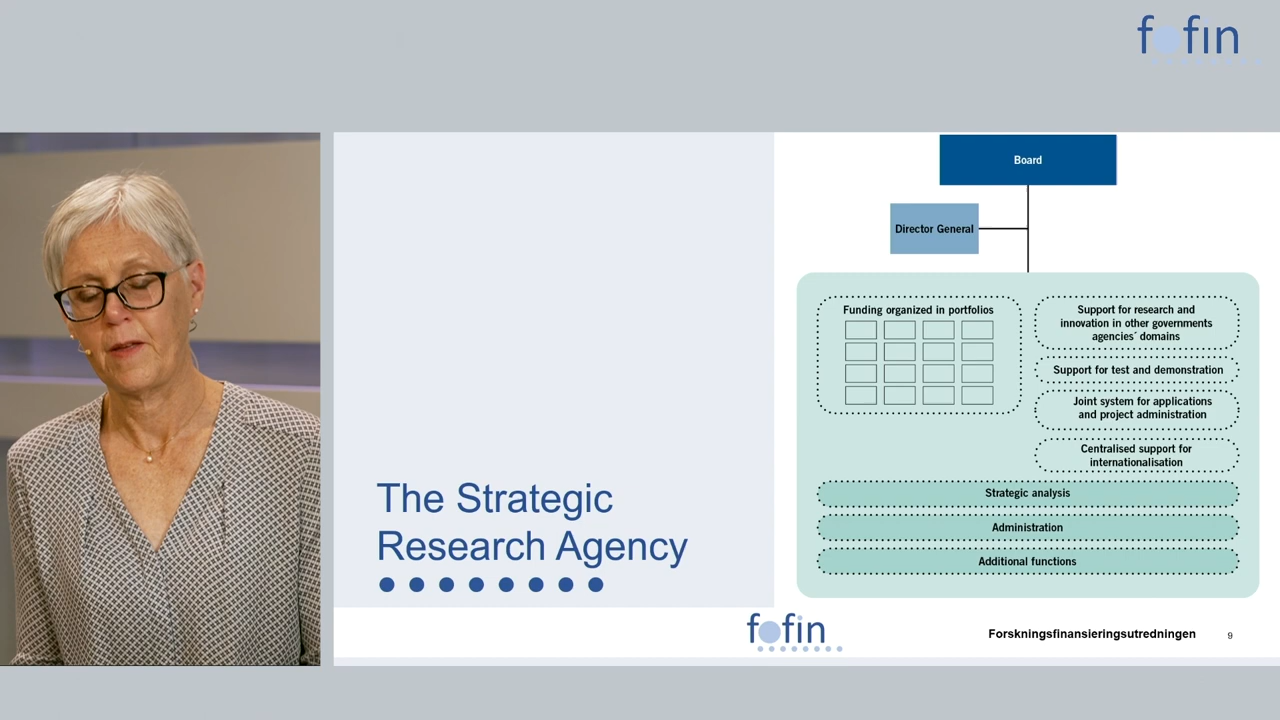 fofin
Board
Director General
Funding organized in portfolios
Support for research and
innovation in other governments
agencies´ domains
Support for test and demonstration
Joint system for applications
and project administration
Centralised support for
internationalisation
Strategic analysis
Administration
Additional functions
The Strategic
Research Agency
fofin
Forskningsfinansieringsutredningen
9